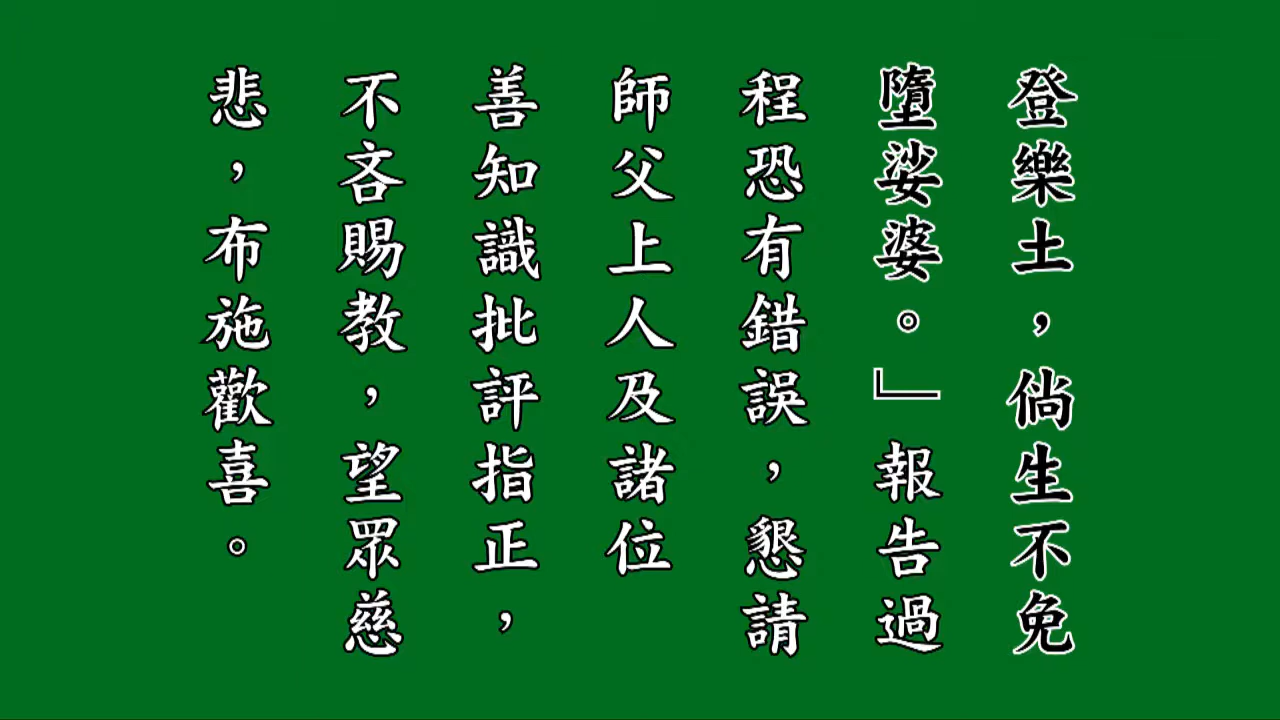 登樂土，倘生不免
墮娑婆。』報告過
程恐有錯誤，懇請
師父上人及諸位
善知識批評指正，
不吝賜教，望眾慈
悲，布施歡喜。